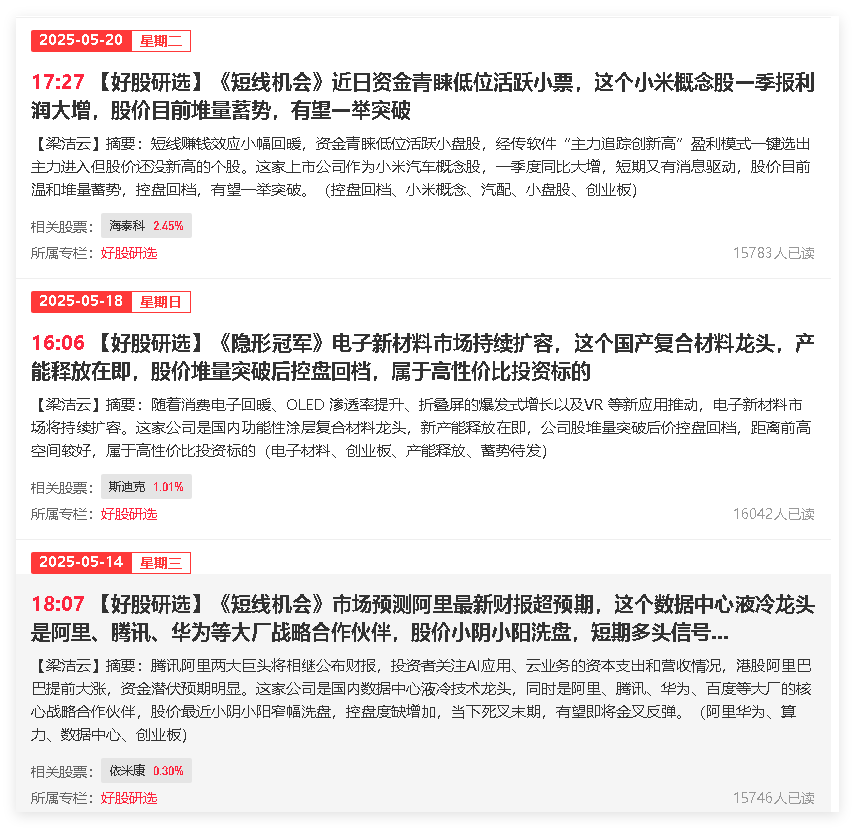 2025-05-20 星期二
17:27 【好股研选】《短线机会》近日资金青睐低位活跃小票，这个小米概念股一季报利
润大增，股价目前堆量蓄势，有望一举突破
【梁洁云】摘要：短线赚钱效应小幅回暖，资金青睐低位活跃小盘股，经传软件“主力追踪创新高”盈利模式一键选出
主力进入但股价还没新高的个股。这家上市公司作为小米汽车概念股，一季度同比大增，短期又有消息驱动，股价目前
温和堆量蓄势，控盘回档，有望一举突破。（控盘回档、小米概念、汽配、小盘股、创业板）
相关股票： 海泰科 2.45%
所属专栏：好股研选 15783人已读
2025-05-18 星期日
16:06 【好股研选】《隐形冠军》电子新材料市场持续扩容，这个国产复合材料龙头，产
能释放在即，股价堆量突破后控盘回档，属于高性价比投资标的
【梁洁云】摘要：随着消费电子回暖、OLED 渗透率提升、折叠屏的爆发式增长以及VR 等新应用推动，电子新材料市
场将持续扩容。这家公司是国内功能性涂层复合材料龙头，新产能释放在即，公司股堆量突破后价控盘回档，距离前高
空间较好，属于高性价比投资标的（电子材料、创业板、产能释放、蓄势待发）
相关股票： 斯迪克 1.01%
所属专栏：好股研选 16042人已读
2025-05-14 星期三
18:07 【好股研选】《短线机会》市场预测阿里最新财报超预期，这个数据中心液冷龙头
是阿里、腾讯、华为等大厂战略合作伙伴，股价小阴小阳洗盘，短期多头信号...
【梁洁云】摘要：腾讯阿里两大巨头将相继公布财报，投资者关注AI应用、云业务的资本支出和营收情况，港股阿里巴
巴提前大涨，资金潜伏预期明显。这家公司是国内数据中心液冷技术龙头，同时是阿里、腾讯、华为、百度等大厂的核
心战略合作伙伴，股价最近小阴小阳窄幅洗盘，控盘度缺增加，当下死叉末期，有望即将金叉反弹。（阿里华为、算
力、数据中心、创业板）
相关股票： 依米康 0.30%
所属专栏：好股研选 15746人已读